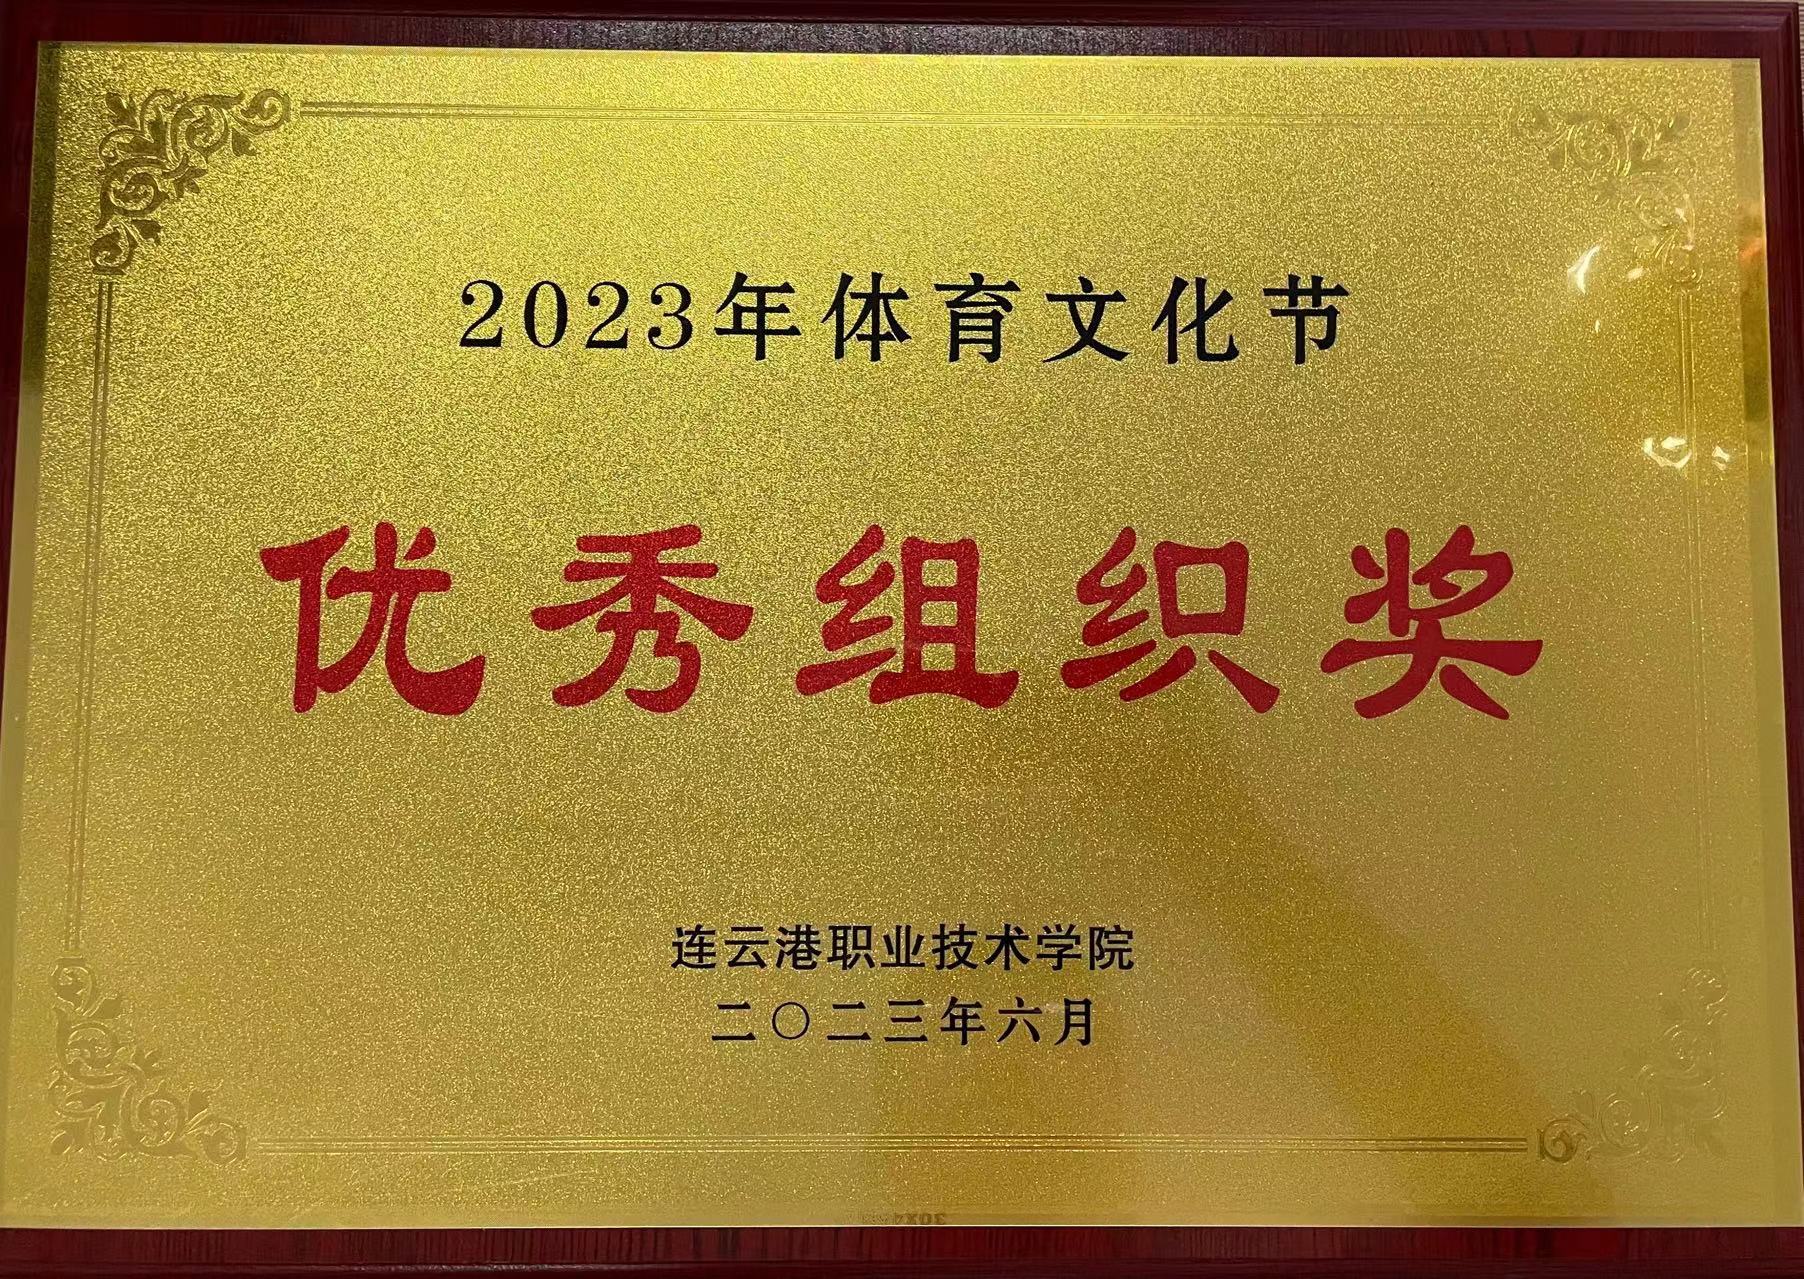 2023年体育文化节
优秀组织奖
连云港职业技术学院
二〇二三年六月